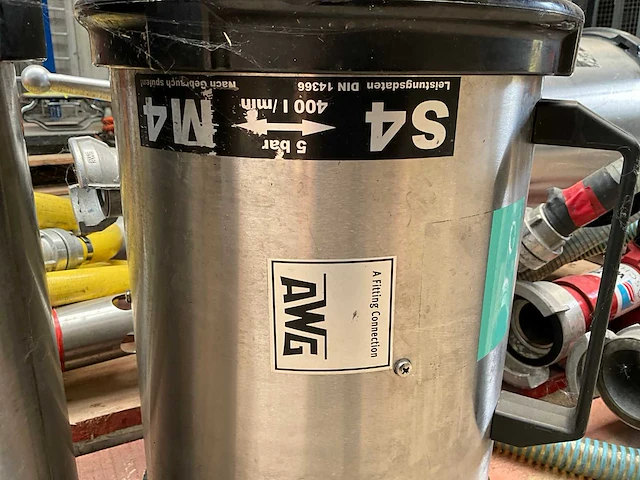 S4
M4
Leistungsdaten DIN 14366
Nach Gebrauch spülen!
400 l/min
5 bar
AWG
A Fitting Connection